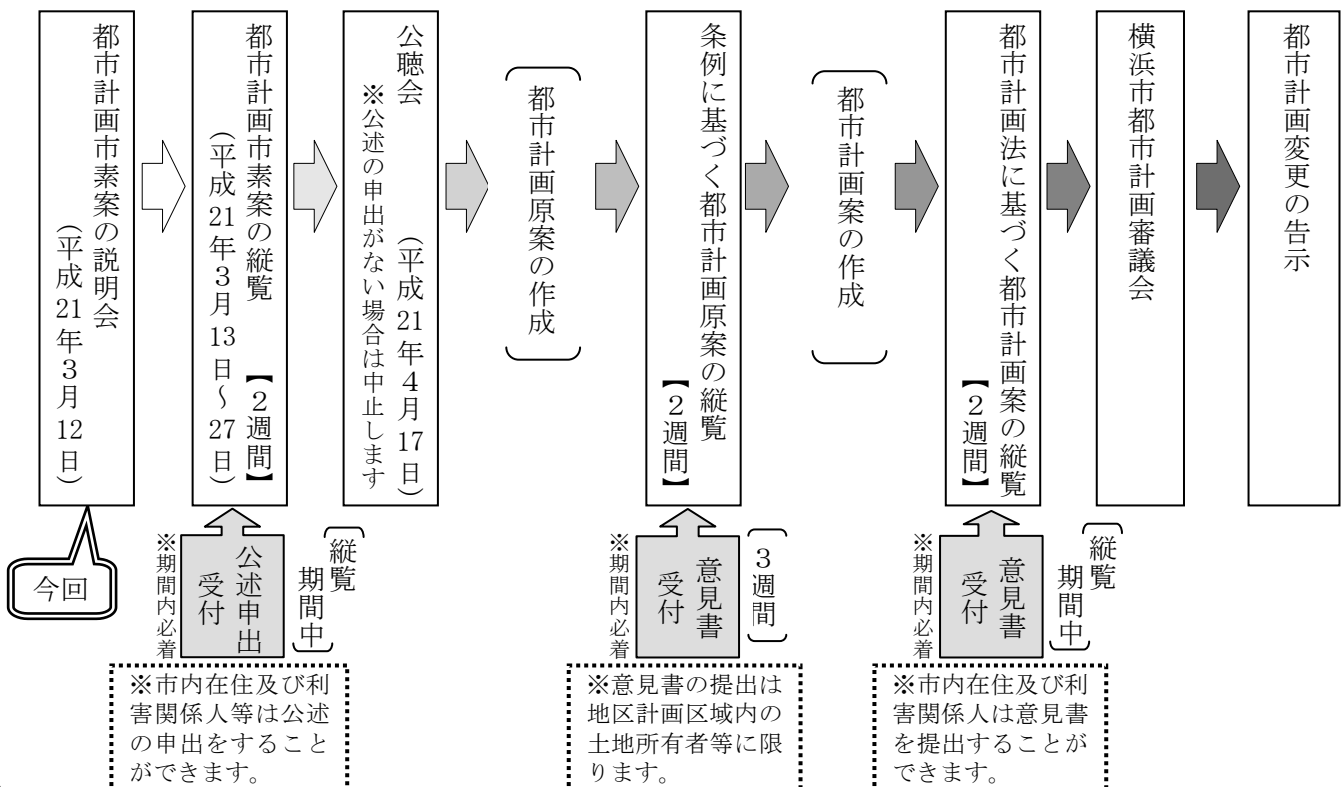 都市計画市素案の説明会
（平成21年３月12日）
都市計画市素案の縦覧
【２週間】
（平成21年３月13日～27日）
公聴会
（平成21年４月17日）
※公述の申出がない場合は中止します
都市計画原案の作成
条例に基づく都市計画原案の縦覧
【２週間】
都市計画案の作成
都市計画法に基づく都市計画案の縦覧
【２週間】
横浜市都市計画審議会
都市計画変更の告示
今回
縦覧
期間中
公述申出
受付
※期間内必着
３週間
意見書
受付
※期間内必着
縦覧
期間中
意見書
受付
※期間内必着
※市内在住及び利
害関係人等は公述
の申出をすること
ができます。
※意見書の提出は
地区計画区域内の
土地所有者等に限
ります。
※市内在住及び利
害関係人は意見書
を提出することが
できます。